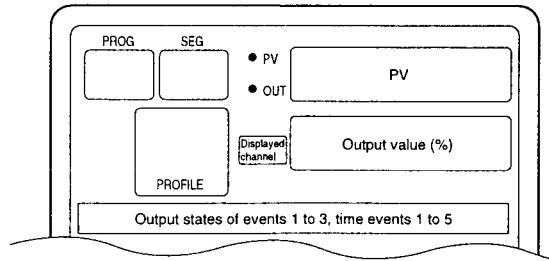 PROG SEG
PV
PV
OUT
Displayed channel
Output value (%)
PROFILE
Output states of events 1 to 3, time events 1 to 5